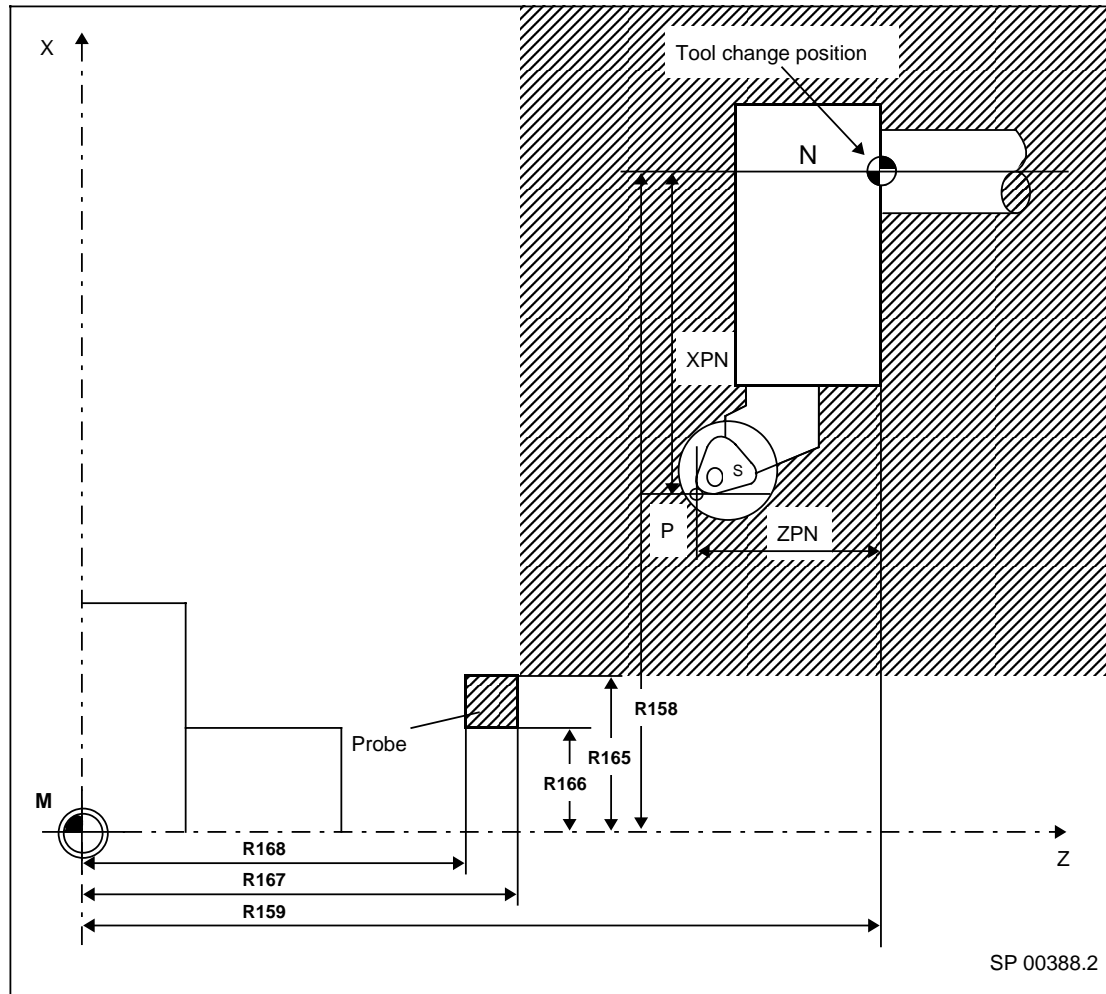 X
Tool change position
N
XPN
S
P
ZPN
R158
Probe
R165
R166
M
R168
Z
R167
R159
SP 00388.2